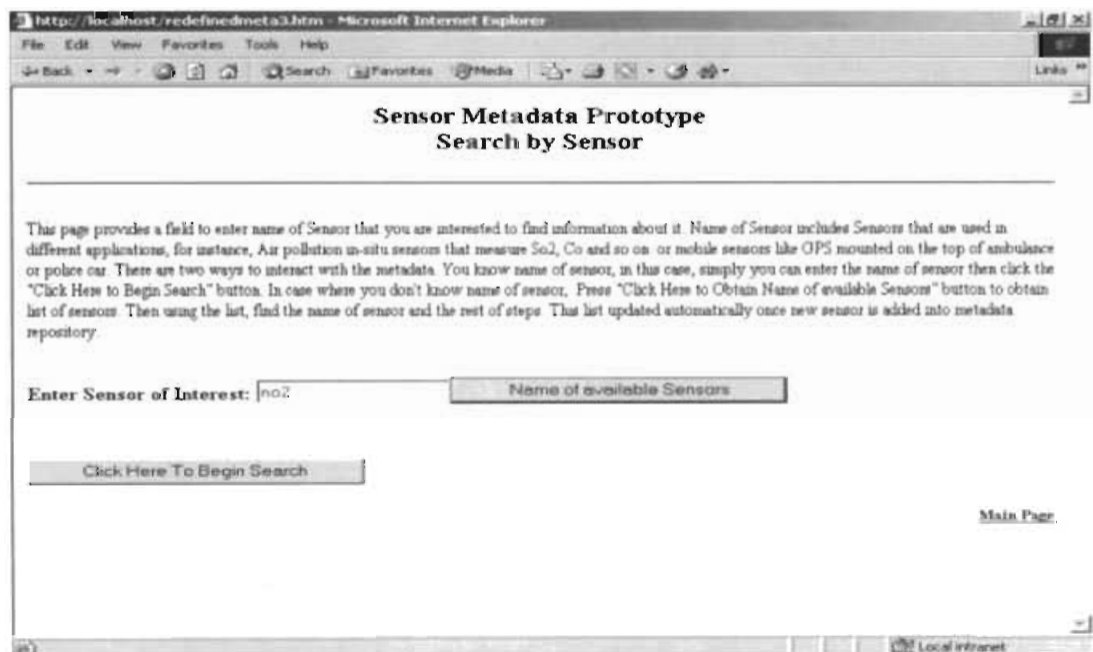 http://localhost/redefinedmeta3.htm - Microsoft Internet Explorer
File Edit View Favorites Tools Help
Back Search Favorites Media Links »
Sensor Metadata Prototype
Search by Sensor
This page provides a field to enter name of Sensor that you are interested to find information about it. Name of Sensor includes Sensors that are used in
different applications, for instance, Air pollution in-situ sensors that measure So2, Co and so on. or mobile sensors like GPS mounted on the top of ambulance
or police car. There are two ways to interact with the metadata. You know name of sensor, in this case, simply you can enter the name of sensor then click the
"Click Here to Begin Search" button. In case where you don't know name of sensor, Press "Click Here to Obtain Name of available Sensors" button to obtain
list of sensors. Then using the list, find the name of sensor and the rest of steps. This list updated automatically once new sensor is added into metadata
repository.
Enter Sensor of Interest: no2 Name of available Sensors
Click Here To Begin Search
Main Page
Local intranet